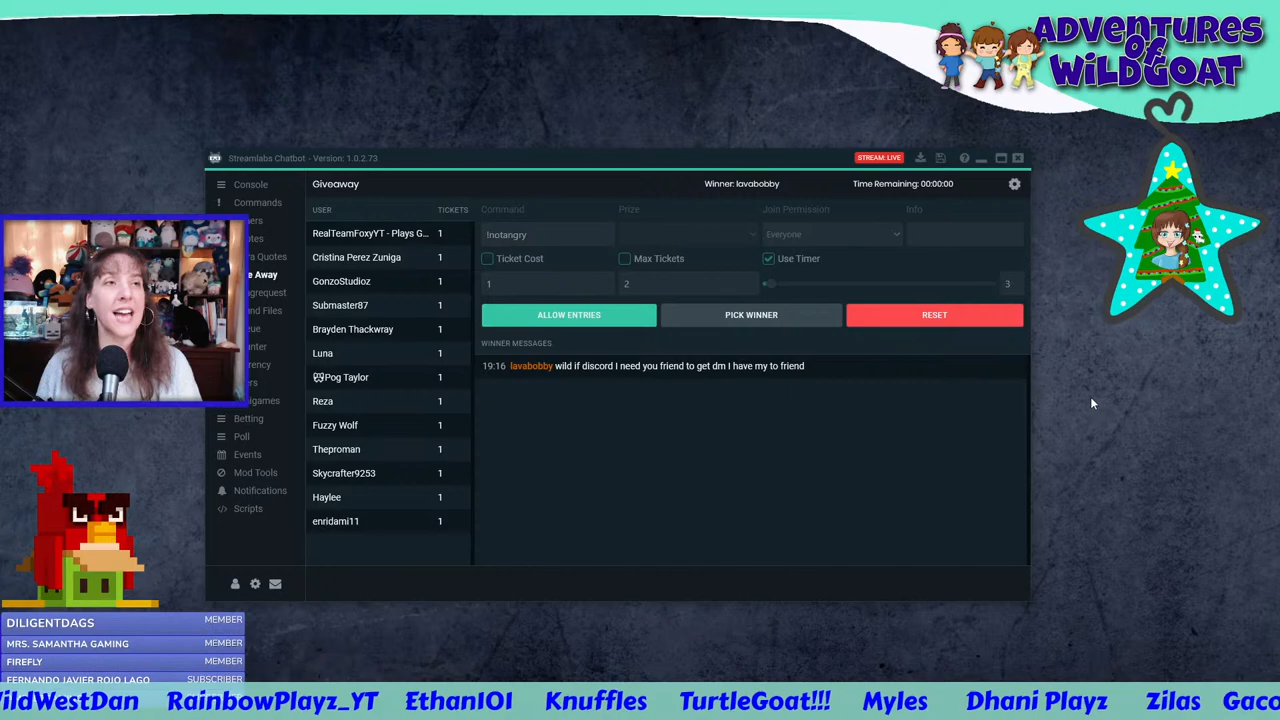 ADVENTURES
of
WILDGOAT
Streamlabs Chatbot - Version: 1.0.2.73
STREAM: LIVE
Console
Commands
Quotes
Give Away
Betting
Poll
Events
Mod Tools
Notifications
Scripts
Giveaway
Winner: lavabobby
Time Remaining: 00:00:00
USER TICKETS
RealTeamFoxyYT - Plays G... 1
Cristina Perez Zuniga 1
GonzoStudioz 1
Submaster87 1
Brayden Thackway 1
Luna 1
Pog Taylor 1
Reza 1
Fuzzy Wolf 1
Theproman 1
Skycrafter9253 1
Haylee 1
enridami11 1
Command Prize Join Permission Info
Everyone
Ticket Cost Max Tickets Use Timer
1 2 3
ALLOW ENTRIES PICK WINNER RESET
WINNER MESSAGES
19:16 lavabobby wild if discord I need you friend to get dm I have my to friend
DILIGENTDAGS MEMBER
MRS. SAMANTHA GAMING MEMBER
FIREFLY MEMBER
FERNANDO JAVIER ROJO LAGO SUBSCRIBER
WildWestDan RainbowPlayz_YT Ethan101 Knuffles TurtleGoat!!! Myles Dhani Playz Zilas